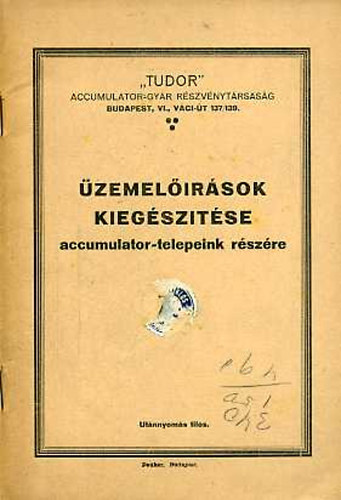 „TUDOR”
ACCUMULATOR-GYÁR RÉSZVÉNYTÁRSASÁG
BUDAPEST, VI., VÁCI-ÚT 137/139.
ÜZEMELŐIRÁSOK
KIEGÉSZITÉSE
accumulator-telepeink részére
Utánnyomás tilos.
Budapest.